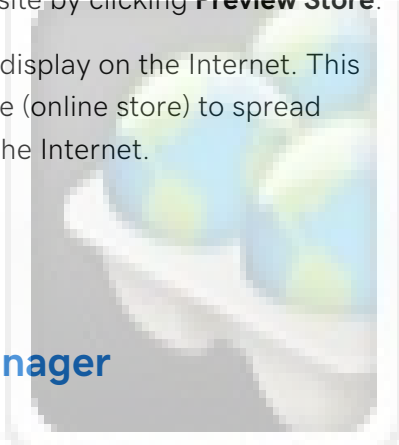 site by clicking Preview Store.
display on the Internet. This
e (online store) to spread
he Internet.
nager